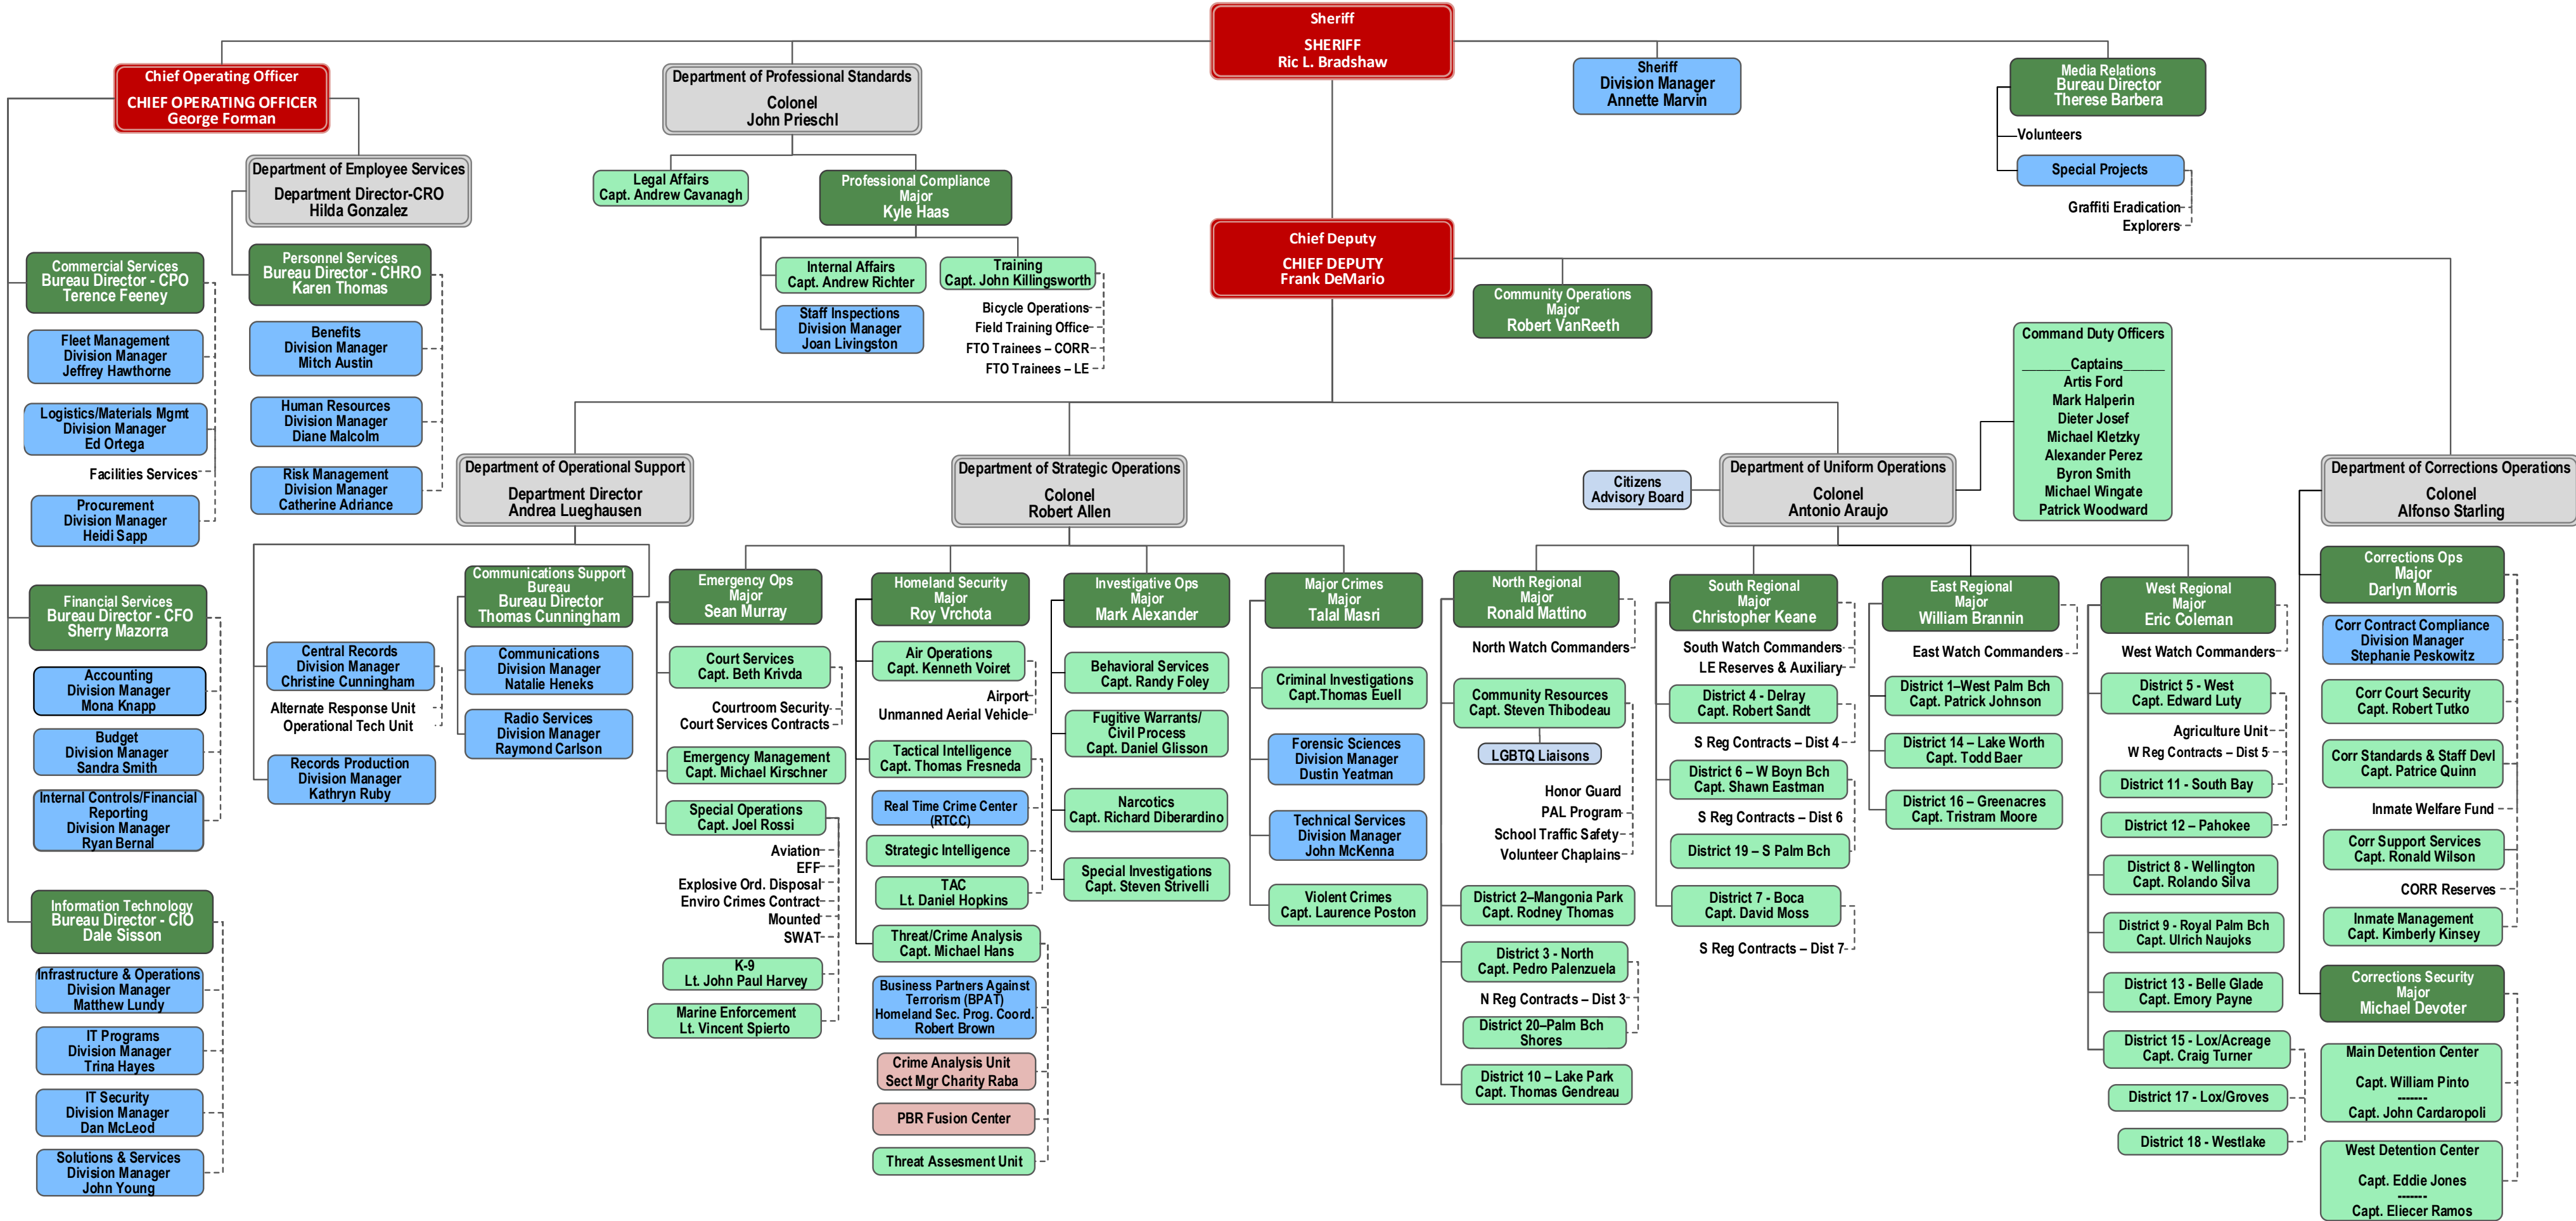 Sheriff
SHERIFF
Ric L. Bradshaw
Chief Operating Officer
CHIEF OPERATING OFFICER
George Forman
Department of Professional Standards
Colonel
John Prieschl
Sheriff
Division Manager
Annette Marvin
Media Relations
Bureau Director
Therese Barbera
Volunteers
Special Projects
Graffiti Eradication
Explorers
Department of Employee Services
Department Director-CRO
Hilda Gonzalez
Legal Affairs
Capt. Andrew Cavanagh
Professional Compliance
Major
Kyle Haas
Internal Affairs
Capt. Andrew Richter
Staff Inspections
Division Manager
Joan Livingston
Training
Capt. John Killingsworth
Bicycle Operations
Field Training Office
FTO Trainees – CORR
FTO Trainees – LE
Chief Deputy
CHIEF DEPUTY
Frank DeMario
Community Operations
Major
Robert VanReeth
Command Duty Officers
______Captains______
Artis Ford
Mark Halperin
Dieter Josef
Michael Kletzky
Alexander Perez
Byron Smith
Michael Wingate
Patrick Woodward
Commercial Services
Bureau Director - CPO
Terence Feeney
Fleet Management
Division Manager
Jeffrey Hawthorne
Logistics/Materials Mgmt
Division Manager
Ed Ortega
Facilities Services
Procurement
Division Manager
Heidi Sapp
Financial Services
Bureau Director - CFO
Sherry Mazorra
Accounting
Division Manager
Mona Knapp
Budget
Division Manager
Sandra Smith
Internal Controls/Financial
Reporting
Division Manager
Ryan Bernal
Information Technology
Bureau Director - CIO
Dale Sisson
Infrastructure & Operations
Division Manager
Matthew Lundy
IT Programs
Division Manager
Trina Hayes
IT Security
Division Manager
Dan McLeod
Solutions & Services
Division Manager
John Young
Personnel Services
Bureau Director - CHRO
Karen Thomas
Benefits
Division Manager
Mitch Austin
Human Resources
Division Manager
Diane Malcolm
Risk Management
Division Manager
Catherine Adriance
Department of Operational Support
Department Director
Andrea Lueghausen
Central Records
Division Manager
Christine Cunningham
Alternate Response Unit
Operational Tech Unit
Records Production
Division Manager
Kathryn Ruby
Communications Support
Bureau
Bureau Director
Thomas Cunningham
Communications
Division Manager
Natalie Heneks
Radio Services
Division Manager
Raymond Carlson
Department of Strategic Operations
Colonel
Robert Allen
Emergency Ops
Major
Sean Murray
Court Services
Capt. Beth Krivda
Courtroom Security
Court Services Contracts
Emergency Management
Capt. Michael Kirschner
Special Operations
Capt. Joel Rossi
Aviation
EFF
Explosive Ord. Disposal
Enviro Crimes Contract
Mounted
SWAT
K-9
Lt. John Paul Harvey
Marine Enforcement
Lt. Vincent Spierto
Homeland Security
Major
Roy Vrchota
Air Operations
Capt. Kenneth Voiret
Airport
Unmanned Aerial Vehicle
Tactical Intelligence
Capt. Thomas Fresneda
Real Time Crime Center
(RTCC)
Strategic Intelligence
TAC
Lt. Daniel Hopkins
Threat/Crime Analysis
Capt. Michael Hans
Business Partners Against
Terrorism (BPAT)
Homeland Sec. Prog. Coord.
Robert Brown
Crime Analysis Unit
Sect Mgr Charity Raba
PBR Fusion Center
Threat Assesment Unit
Investigative Ops
Major
Mark Alexander
Behavioral Services
Capt. Randy Foley
Fugitive Warrants/
Civil Process
Capt. Daniel Glisson
Narcotics
Capt. Richard Diberardino
Special Investigations
Capt. Steven Strivelli
Major Crimes
Major
Talal Masri
Criminal Investigations
Capt.Thomas Euell
Forensic Sciences
Division Manager
Dustin Yeatman
Technical Services
Division Manager
John McKenna
Violent Crimes
Capt. Laurence Poston
Citizens
Advisory Board
Department of Uniform Operations
Colonel
Antonio Araujo
North Regional
Major
Ronald Mattino
North Watch Commanders
Community Resources
Capt. Steven Thibodeau
LGBTQ Liaisons
Honor Guard
PAL Program
School Traffic Safety
Volunteer Chaplains
District 2–Mangonia Park
Capt. Rodney Thomas
District 3 - North
Capt. Pedro Palenzuela
N Reg Contracts – Dist 3
District 20–Palm Bch
Shores
District 10 – Lake Park
Capt. Thomas Gendreau
South Regional
Major
Christopher Keane
South Watch Commanders
LE Reserves & Auxiliary
District 4 - Delray
Capt. Robert Sandt
S Reg Contracts – Dist 4
District 6 – W Boyn Bch
Capt. Shawn Eastman
S Reg Contracts – Dist 6
District 19 – S Palm Bch
District 7 - Boca
Capt. David Moss
S Reg Contracts – Dist 7
East Regional
Major
William Brannin
East Watch Commanders
District 1–West Palm Bch
Capt. Patrick Johnson
District 14 – Lake Worth
Capt. Todd Baer
District 16 – Greenacres
Capt. Tristram Moore
West Regional
Major
Eric Coleman
West Watch Commanders
District 5 - West
Capt. Edward Luty
Agriculture Unit
W Reg Contracts – Dist 5
District 11 - South Bay
District 12 – Pahokee
District 8 - Wellington
Capt. Rolando Silva
District 9 - Royal Palm Bch
Capt. Ulrich Naujoks
District 13 - Belle Glade
Capt. Emory Payne
District 15 - Lox/Acreage
Capt. Craig Turner
District 17 - Lox/Groves
District 18 - Westlake
Department of Corrections Operations
Colonel
Alfonso Starling
Corrections Ops
Major
Darlyn Morris
Corr Contract Compliance
Division Manager
Stephanie Peskowitz
Corr Court Security
Capt. Robert Tutko
Corr Standards & Staff Devl
Capt. Patrice Quinn
Inmate Welfare Fund
Corr Support Services
Capt. Ronald Wilson
CORR Reserves
Inmate Management
Capt. Kimberly Kinsey
Corrections Security
Major
Michael Devoter
Main Detention Center
Capt. William Pinto
-------
Capt. John Cardaropoli
West Detention Center
Capt. Eddie Jones
-------
Capt. Eliecer Ramos